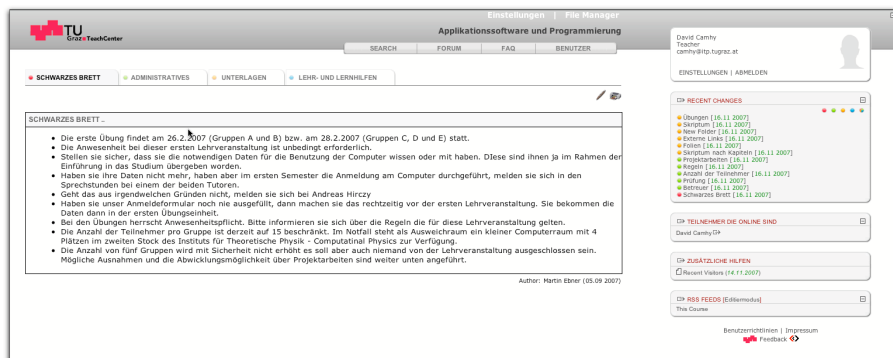 Einstellungen | File Manager
TU
Graz TeachCenter
Applikationssoftware und Programmierung
SEARCH FORUM FAQ BENUTZER
SCHWARZES BRETT ADMINISTRATIVES UNTERLAGEN LEHR- UND LERNHILFEN
SCHWARZES BRETT ..
Die erste Übung findet am 26.2.2007 (Gruppen A und B) bzw. am 28.2.2007 (Gruppen C, D und E) statt.
Die Anwesenheit bei dieser ersten Lehrveranstaltung ist unbedingt erforderlich.
Stellen sie sicher, dass sie die notwendigen Daten für die Benutzung der Computer wissen oder mit haben. DIese sind ihnen ja im Rahmen der
Einführung in das Studium übergeben worden.
Haben sie ihre Daten nicht mehr, haben aber im ersten Semester die Anmeldung am Computer durchgeführt, melden sie sich in den
Sprechstunden bei einem der beiden Tutoren.
Geht das aus irgendwelchen Gründen nicht, melden sie sich bei Andreas Hirczy
Haben sie unser Anmeldeformular noch nie ausgefüllt, dann machen sie das rechtzeitig vor der ersten Lehrveranstaltung. Sie bekommen die
Daten dann in der ersten Übungseinheit.
Bei den Übungen herrscht Anwesenheitspflicht. Bitte informieren sie sich über die Regeln die für diese Lehrveranstaltung gelten.
Die Anzahl der Teilnehmer pro Gruppe ist derzeit auf 15 beschränkt. Im Notfall steht als Ausweichraum ein kleiner Computerraum mit 4
Plätzen im zweiten Stock des Instituts für Theoretische Physik - Computatinal Physics zur Verfügung.
Die Anzahl von fünf Gruppen wird mit Sicherheit nicht erhöht es soll aber auch niemand von der Lehrveranstaltung ausgeschlossen sein.
Mögliche Ausnahmen und die Abwicklungsmöglichkeit über Projektarbeiten sind weiter unten angeführt.
Author: Martin Ebner (05.09 2007)
David Camhy
Teacher
camhy@itp.tugraz.at
EINSTELLUNGEN | ABMELDEN
RECENT CHANGES
Übungen [16.11 2007]
Skriptum [16.11 2007]
New Folder [16.11 2007]
Externe Links [16.11 2007]
Folien [16.11 2007]
Skriptum nach Kapiteln [16.11 2007]
Projektarbeiten [16.11 2007]
Regeln [16.11 2007]
Anzahl der Teilnehmer [16.11 2007]
Prüfung [16.11 2007]
Betreuer [16.11 2007]
Schwarzes Brett [16.11 2007]
TEILNEHMER DIE ONLINE SIND
David Camhy
ZUSÄTZLICHE HILFEN
Recent Visitors (14.11.2007)
RSS FEEDS [Editiermodus]
This Course
Benutzerrichtlinien | Impressum
Feedback